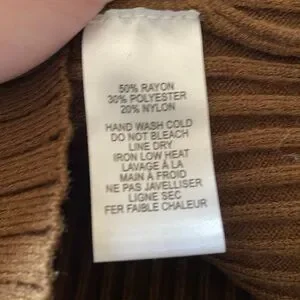 50% RAYON
30% POLYESTER
20% NYLON
HAND WASH COLD
DO NOT BLEACH
LINE DRY
IRON LOW HEAT
LAVAGE À LA
MAIN À FROID
NE PAS JAVELLISER
LIGNE SEC
FER FAIBLE CHALEUR